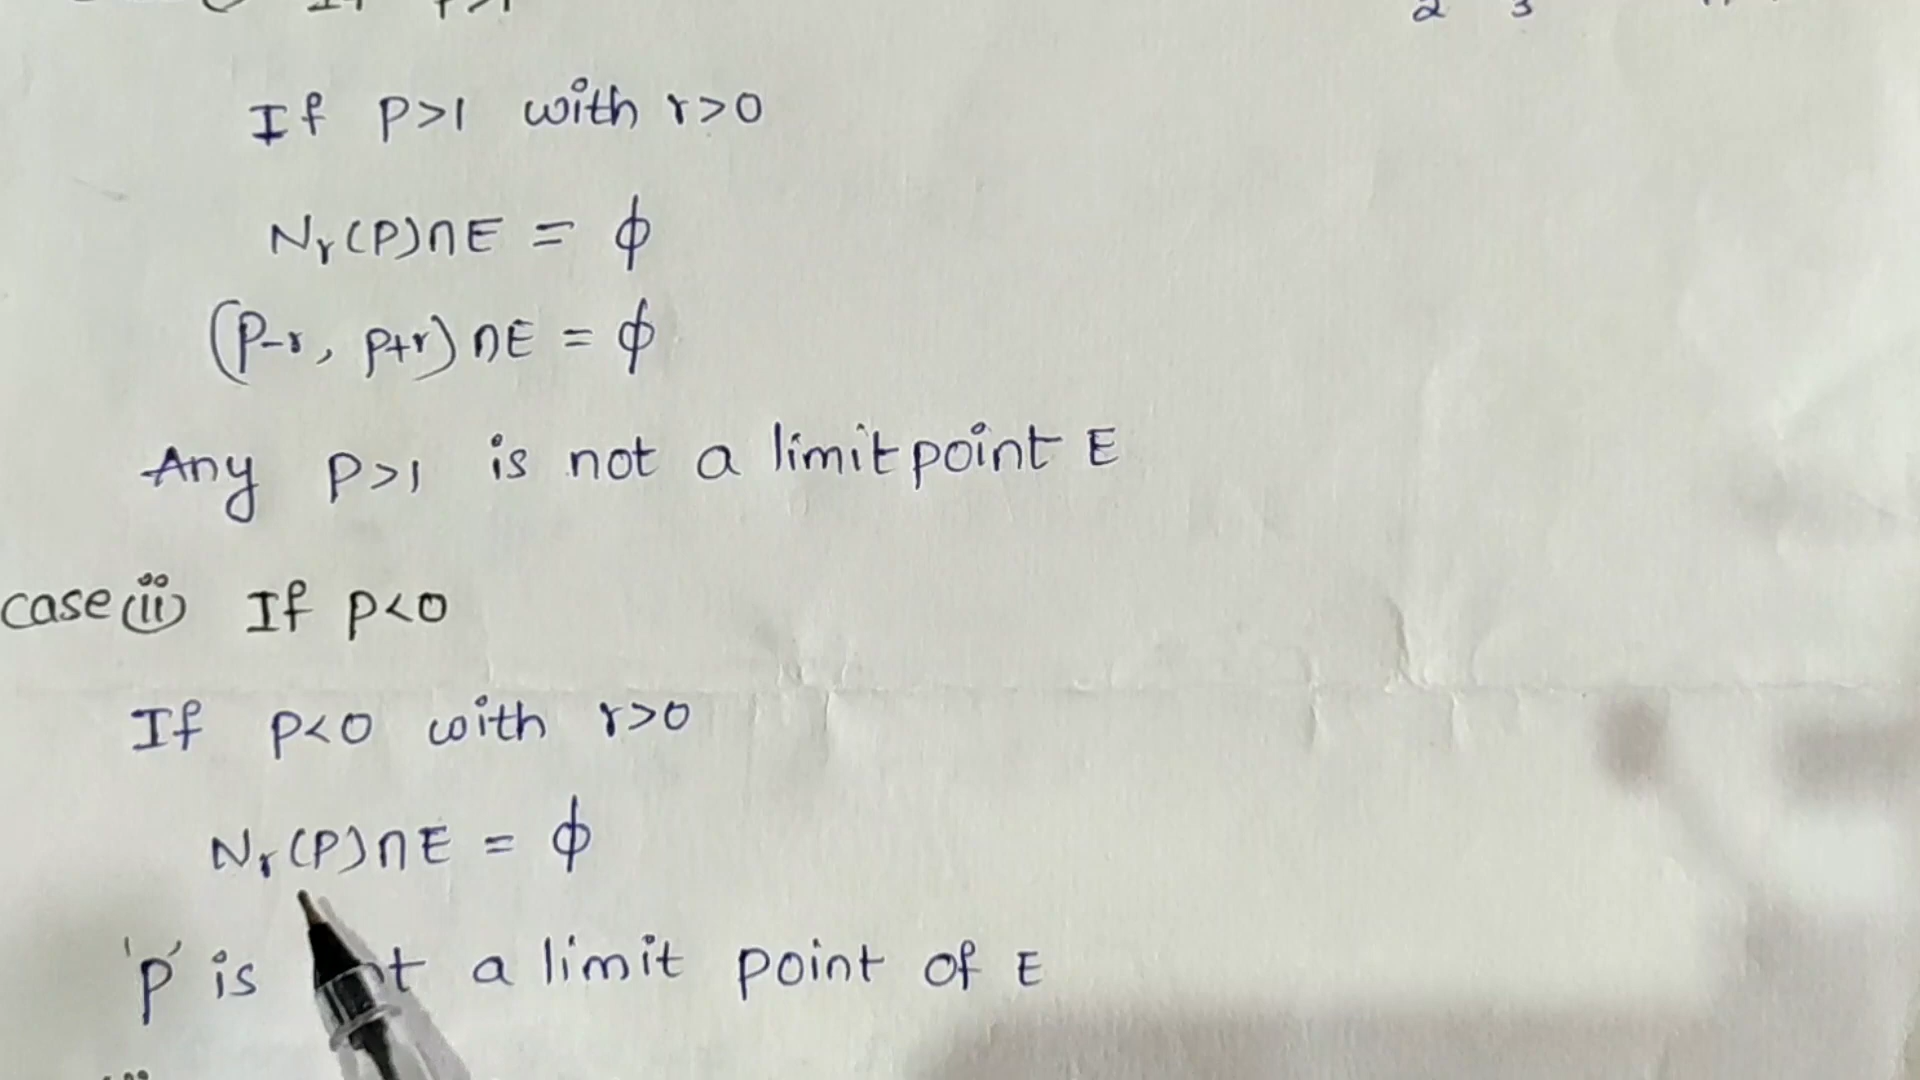 If p>1 with r>0
Nr(P)∩E = ϕ
(P-r, p+r)∩E = ϕ
Any p>1 is not a limit point E
case (ii) If p<0
If p<0 with r>0
Nr(P)∩E = ϕ
'p' is a limit point of E